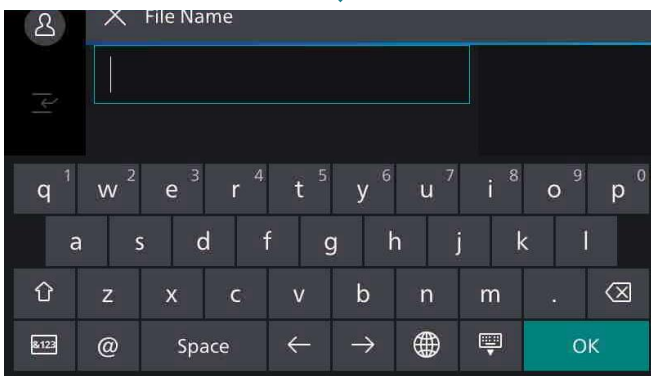 File Name
q 1 w 2 e 3 r 4 t 5 y 6 u 7 i 8 o 9 p 0
a s d f g h j k l
z x c v b n m .
&123 @ Space ← → OK